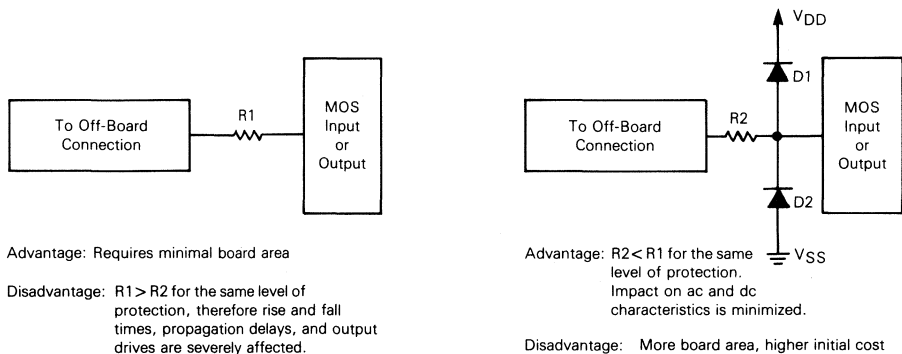 To Off-Board
Connection
R1
MOS
Input
or
Output
Advantage: Requires minimal board area
Disadvantage: R1>R2 for the same level of
protection, therefore rise and fall
times, propagation delays, and output
drives are severely affected.
VDD
D1
To Off-Board
Connection
R2
MOS
Input
or
Output
D2
VSS
Advantage: R2<R1 for the same
level of protection.
Impact on ac and dc
characteristics is minimized.
Disadvantage: More board area, higher initial cost